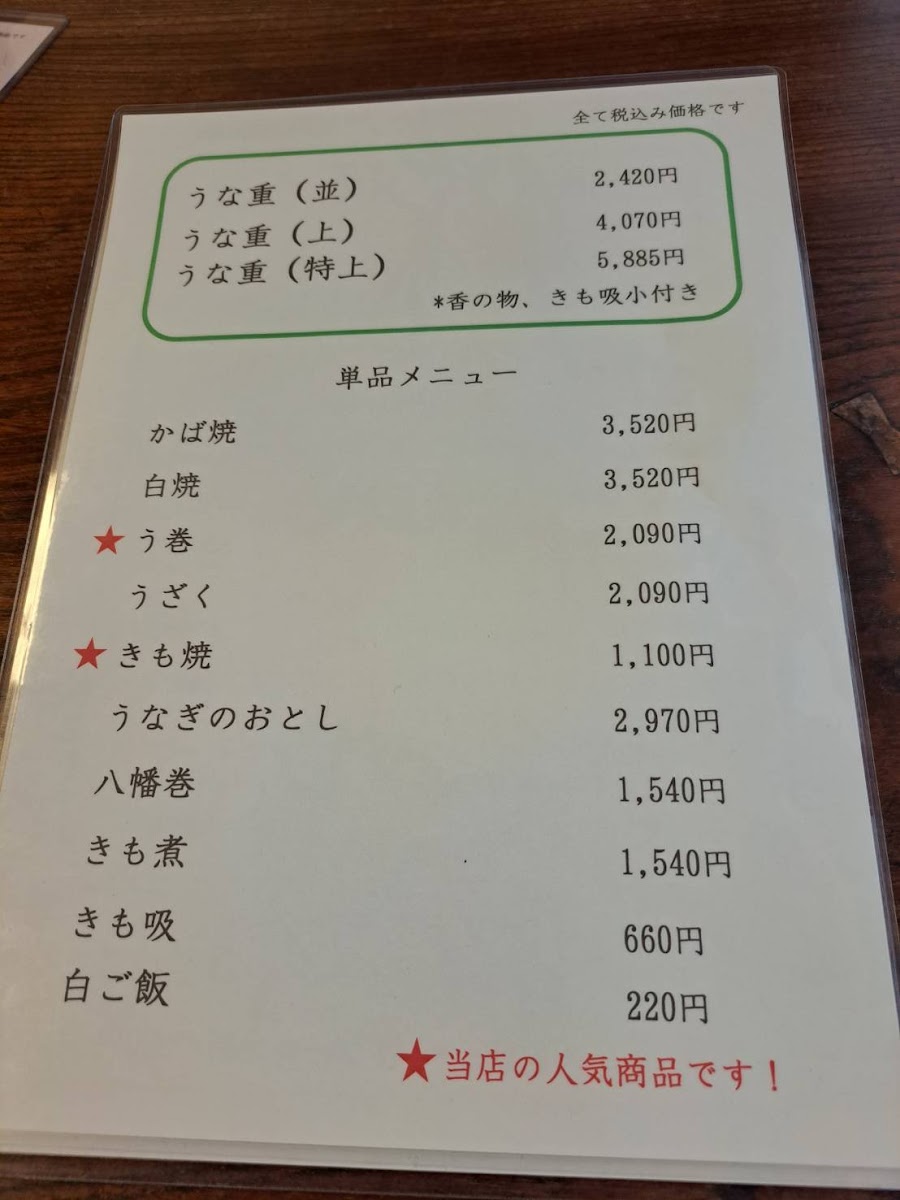 全て税込み価格です
うな重（並） 2,420円
うな重（上） 4,070円
うな重（特上） 5,885円
*香の物、きも吸小付き
単品メニュー
かば焼 3,520円
白焼 3,520円
★う巻 2,090円
うざく 2,090円
★きも焼 1,100円
うなぎのおとし 2,970円
八幡巻 1,540円
きも煮 1,540円
きも吸 660円
白ご飯 220円
★当店の人気商品です！